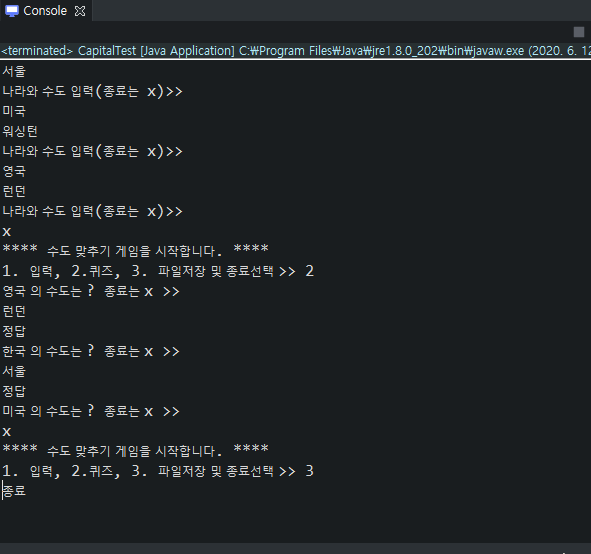 Console
<terminated> CapitalTest [Java Application] C:₩Program Files₩Java₩jre1.8.0_202₩bin₩javaw.exe (2020. 6. 12
서울
나라와 수도 입력(종료는 x)>>
미국
워싱턴
나라와 수도 입력(종료는 x)>>
영국
런던
나라와 수도 입력(종료는 x)>>
x
**** 수도 맞추기 게임을 시작합니다. ****
1. 입력, 2.퀴즈, 3. 파일저장 및 종료선택 >> 2
영국 의 수도는 ? 종료는 x >>
런던
정답
한국 의 수도는 ? 종료는 x >>
서울
정답
미국 의 수도는 ? 종료는 x >>
x
**** 수도 맞추기 게임을 시작합니다. ****
1. 입력, 2.퀴즈, 3. 파일저장 및 종료선택 >> 3
종료